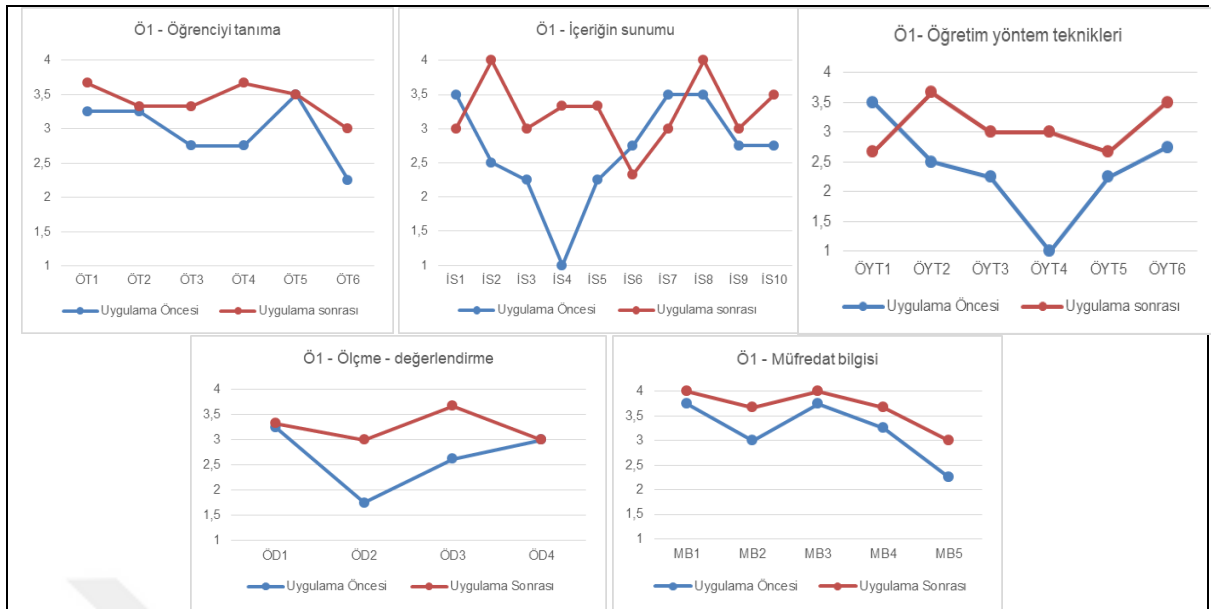 Ö1 - Öğrenciyi tanıma
4
3,5
3
2,5
2
1,5
1
ÖT1 ÖT2 ÖT3 ÖT4 ÖT5 ÖT6
Uygulama Öncesi Uygulama sonrası
Ö1 - İçeriğin sunumu
4
3,5
3
2,5
2
1,5
1
İS1 İS2 İS3 İS4 İS5 İS6 İS7 İS8 İS9 İS10
Uygulama Öncesi Uygulama sonrası
Ö1- Öğretim yöntem teknikleri
4
3,5
3
2,5
2
1,5
1
ÖYT1 ÖYT2 ÖYT3 ÖYT4 ÖYT5 ÖYT6
Uygulama Öncesi Uygulama sonrası
Ö1 - Ölçme - değerlendirme
4
3,5
3
2,5
2
1,5
1
ÖD1 ÖD2 ÖD3 ÖD4
Uygulama Öncesi Uygulama Sonrası
Ö1 - Müfredat bilgisi
4
3,5
3
2,5
2
1,5
1
MB1 MB2 MB3 MB4 MB5
Uygulama Öncesi Uygulama Sonrası